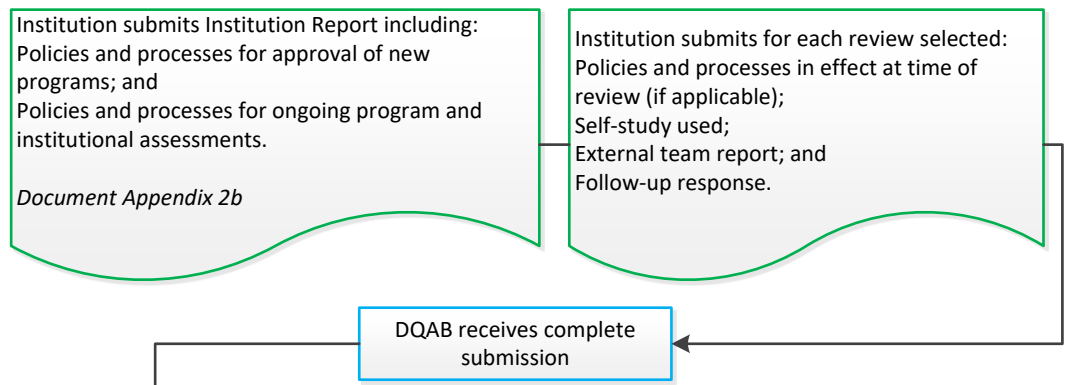 Institution submits Institution Report including:
Policies and processes for approval of new
programs; and
Policies and processes for ongoing program and
institutional assessments.
Document Appendix 2b
Institution submits for each review selected:
Policies and processes in effect at time of
review (if applicable);
Self-study used;
External team report; and
Follow-up response.
DQAB receives complete
submission